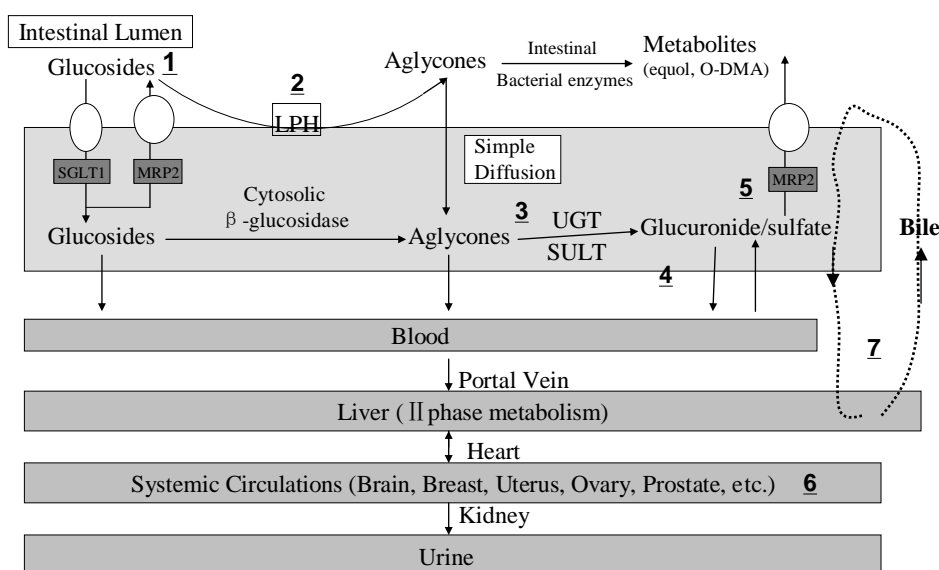 Intestinal Lumen
Glucosides 1
2
LPH
Aglycones
Intestinal
Bacterial enzymes
Metabolites
(equol, O-DMA)
SGLT1
MRP2
Simple
Diffusion
MRP2
5
Cytosolic
β-glucosidase
Glucosides
3
Aglycones
UGT
SULT
Glucuronide/sulfate
4
Bile
7
Blood
Portal Vein
Liver (Ⅱphase metabolism)
Heart
Systemic Circulations (Brain, Breast, Uterus, Ovary, Prostate, etc.) 6
Kidney
Urine